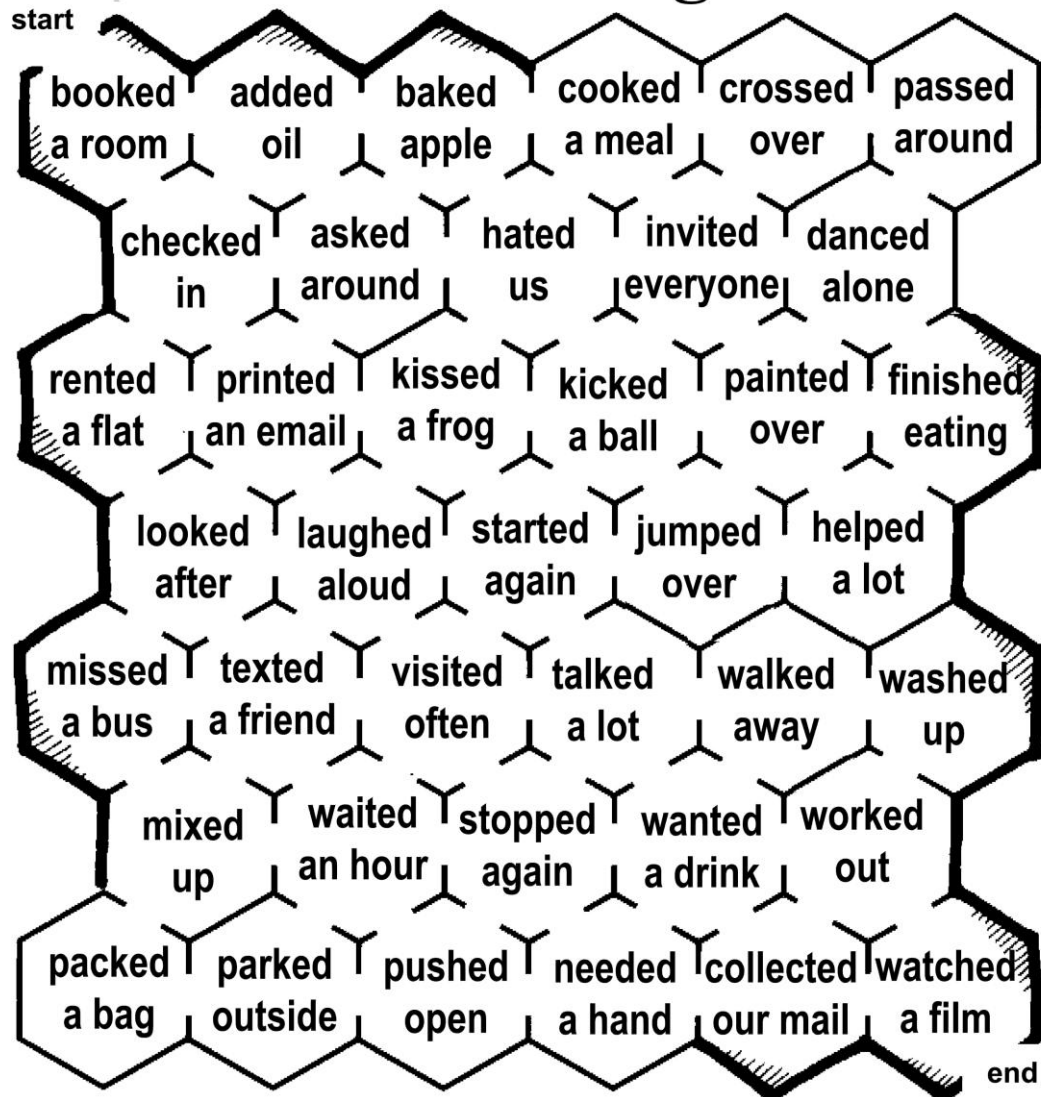 start
booked a room
added oil
baked apple
cooked a meal
crossed over
passed around
checked in
asked around
hated us
invited everyone
danced alone
rented a flat
printed an email
kissed a frog
kicked a ball
painted over
finished eating
looked after
laughed aloud
started again
jumped over
helped a lot
missed a bus
texted a friend
visited often
talked a lot
walked away
washed up
mixed up
waited an hour
stopped again
wanted a drink
worked out
packed a bag
parked outside
pushed open
needed a hand
collected our mail
watched a film
end